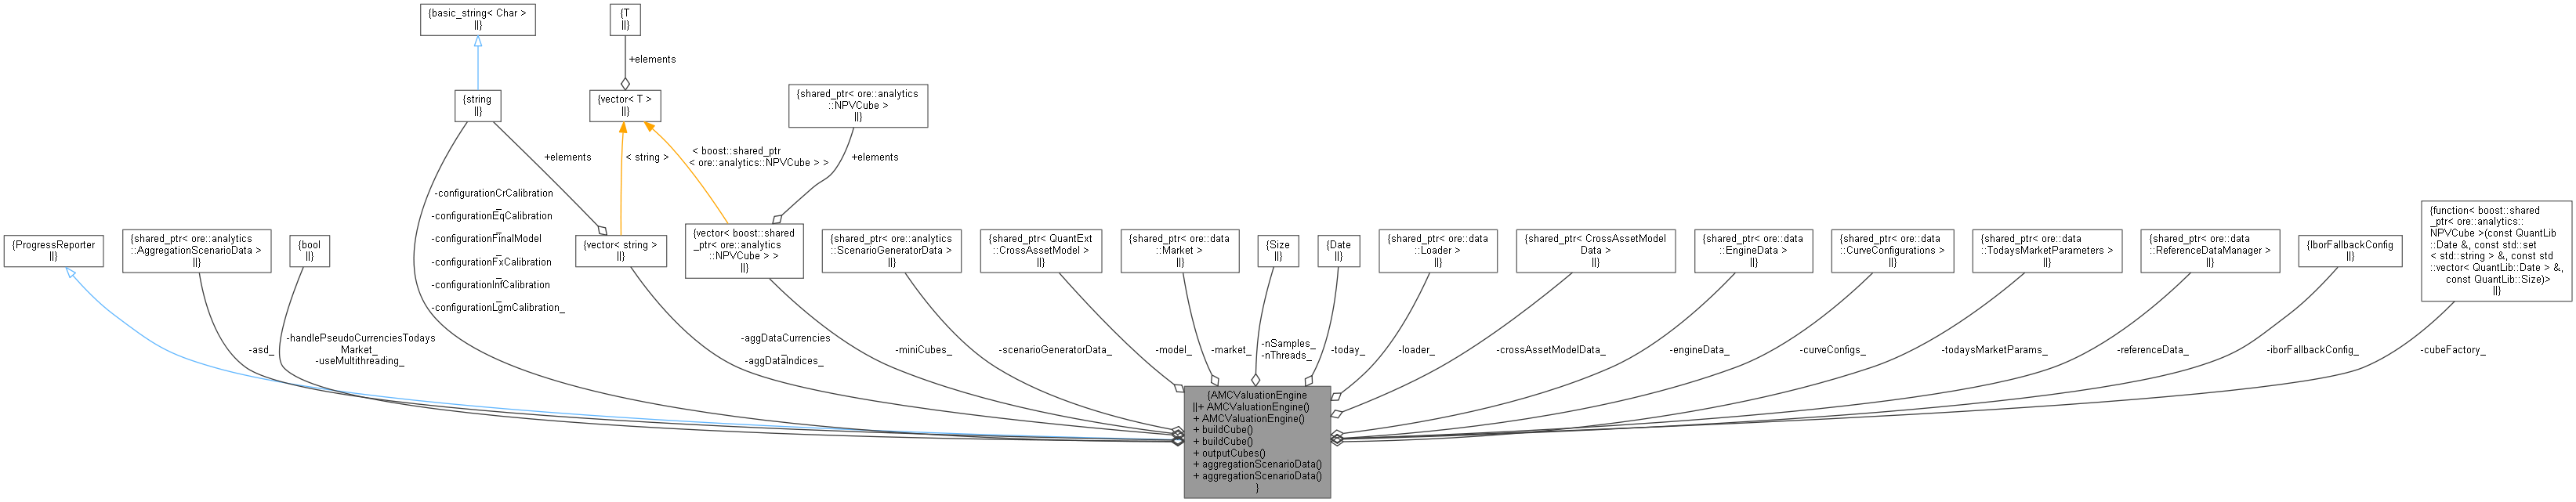 {basic_string< Char >
||}
{T
||}
+elements
{string
||}
{vector< T >
||}
{shared_ptr< ore::analytics
::NPVCube >
||}
+elements
< string >
< boost::shared_ptr
< ore::analytics::NPVCube > >
+elements
-configurationCrCalibration
_
-configurationEqCalibration
_
-configurationFinalModel
_
-configurationFxCalibration
_
-configurationInfCalibration
_
-configurationLgmCalibration_
{ProgressReporter
||}
{shared_ptr< ore::analytics
::AggregationScenarioData >
||}
{bool
||}
{vector< string >
||}
{vector< boost::shared
_ptr< ore::analytics
::NPVCube > >
||}
{shared_ptr< ore::analytics
::ScenarioGeneratorData >
||}
{shared_ptr< QuantExt
::CrossAssetModel >
||}
{shared_ptr< ore::data
::Market >
||}
{Size
||}
{Date
||}
{shared_ptr< ore::data
::Loader >
||}
{shared_ptr< CrossAssetModel
Data >
||}
{shared_ptr< ore::data
::EngineData >
||}
{shared_ptr< ore::data
::CurveConfigurations >
||}
{shared_ptr< ore::data
::TodaysMarketParameters >
||}
{shared_ptr< ore::data
::ReferenceDataManager >
||}
{IborFallbackConfig
||}
{function< boost::shared
_ptr< ore::analytics::
NPVCube >(const QuantLib
::Date &, const std::set
< std::string > &, const std
::vector< QuantLib::Date > &,
const QuantLib::Size)>
||}
-asd_
-handlePseudoCurrenciesTodays
Market_
-useMultithreading_
-aggDataCurrencies
_
-aggDataIndices_
-miniCubes_
-scenarioGeneratorData_
-model_
-market_
-nSamples_
-nThreads_
-today_
-loader_
-crossAssetModelData_
-engineData_
-curveConfigs_
-todaysMarketParams_
-referenceData_
-iborFallbackConfig_
-cubeFactory_
{AMCValuationEngine
||+ AMCValuationEngine()
+ AMCValuationEngine()
+ buildCube()
+ buildCube()
+ outputCubes()
+ aggregationScenarioData()
+ aggregationScenarioData()
}